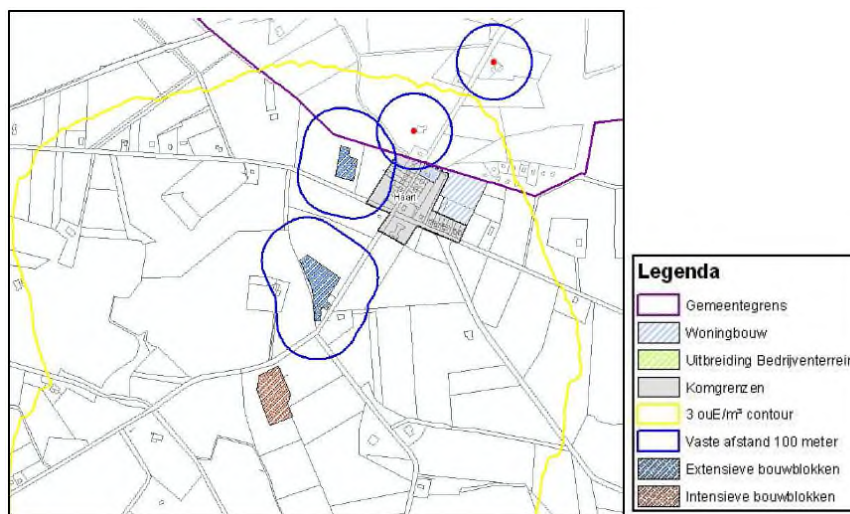 Haart
Legenda
Gemeentegrens
Woningbouw
Uitbreiding Bedrijventerrein
Komgrenzen
3 ouE/m³ contour
Vaste afstand 100 meter
Extensieve bouwblokken
Intensieve bouwblokken